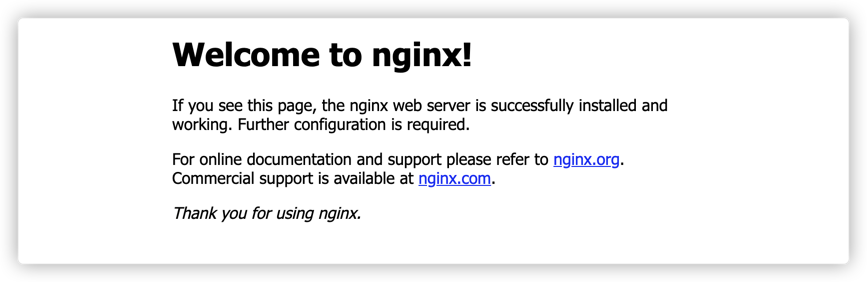 Welcome to nginx!
If you see this page, the nginx web server is successfully installed and
working. Further configuration is required.
For online documentation and support please refer to nginx.org.
Commercial support is available at nginx.com.
Thank you for using nginx.